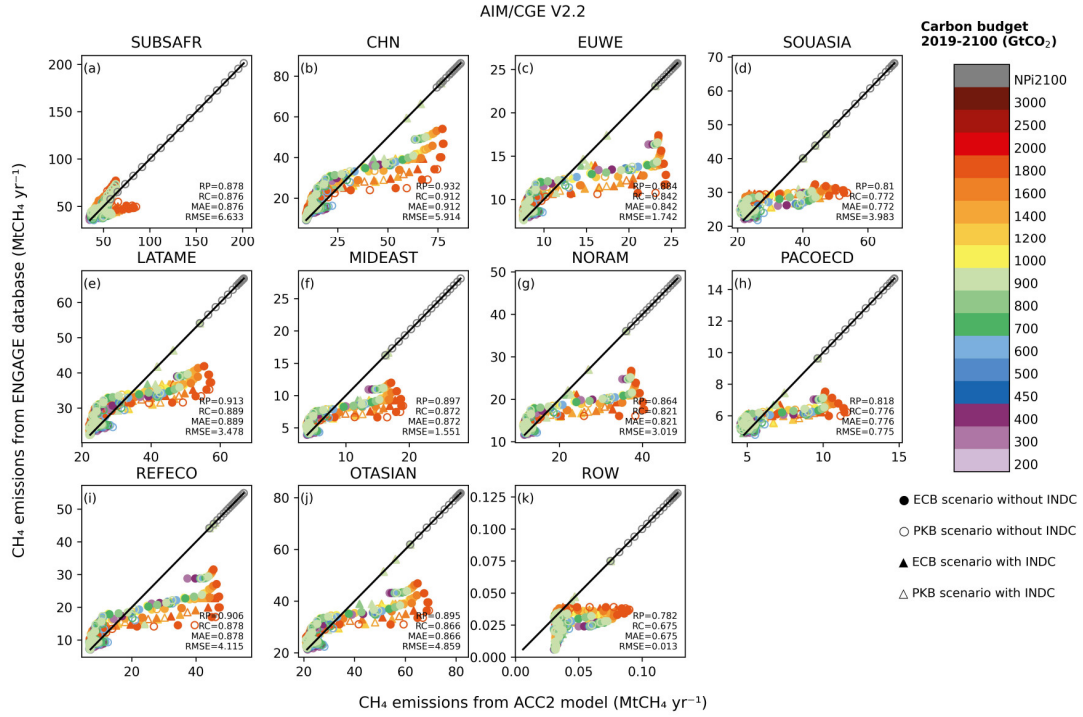 AIM/CGE V2.2
Carbon budget
2019-2100 (GtCO₂)
NPi2100
3000
2500
2000
1800
1600
1400
1200
1000
900
800
700
600
500
450
400
300
200
ECB scenario without INDC
PKB scenario without INDC
ECB scenario with INDC
PKB scenario with INDC
CH₄ emissions from ENGAGE database (MtCH₄ yr⁻¹)
CH₄ emissions from ACC2 model (MtCH₄ yr⁻¹)
SUBSAFR
(a)
200
150
100
50
RP=0.878
RC=0.876
MAE=0.876
RMSE=6.633
50 100 150 200
CHN
(b)
80
60
40
20
RP=0.932
RC=0.912
MAE=0.912
RMSE=5.914
25 50 75
EUWE
(c)
25
20
15
10
RP=0.884
RC=0.842
MAE=0.842
RMSE=1.742
10 15 20 25
SOUASIA
(d)
70
60
50
40
30
20
RP=0.81
RC=0.772
MAE=0.772
RMSE=3.983
20 40 60
LATAME
(e)
60
50
40
30
RP=0.913
RC=0.889
MAE=0.889
RMSE=3.478
20 30 40 50 60
MIDEAST
(f)
25
20
15
10
5
RP=0.897
RC=0.872
MAE=0.872
RMSE=1.551
10 20
NORAM
(g)
50
40
30
20
10
RP=0.864
RC=0.821
MAE=0.821
RMSE=3.019
20 40
PACOECD
(h)
14
12
10
8
6
RP=0.818
RC=0.776
MAE=0.776
RMSE=0.775
5 10 15
REFECO
(i)
50
40
30
20
10
RP=0.906
RC=0.878
MAE=0.878
RMSE=4.115
20 40
OTASIAN
(j)
80
60
40
20
RP=0.895
RC=0.866
MAE=0.866
RMSE=4.859
20 40 60 80
ROW
(k)
0.125
0.100
0.075
0.050
0.025
0.000
RP=0.782
RC=0.675
MAE=0.675
RMSE=0.013
0.00 0.05 0.10